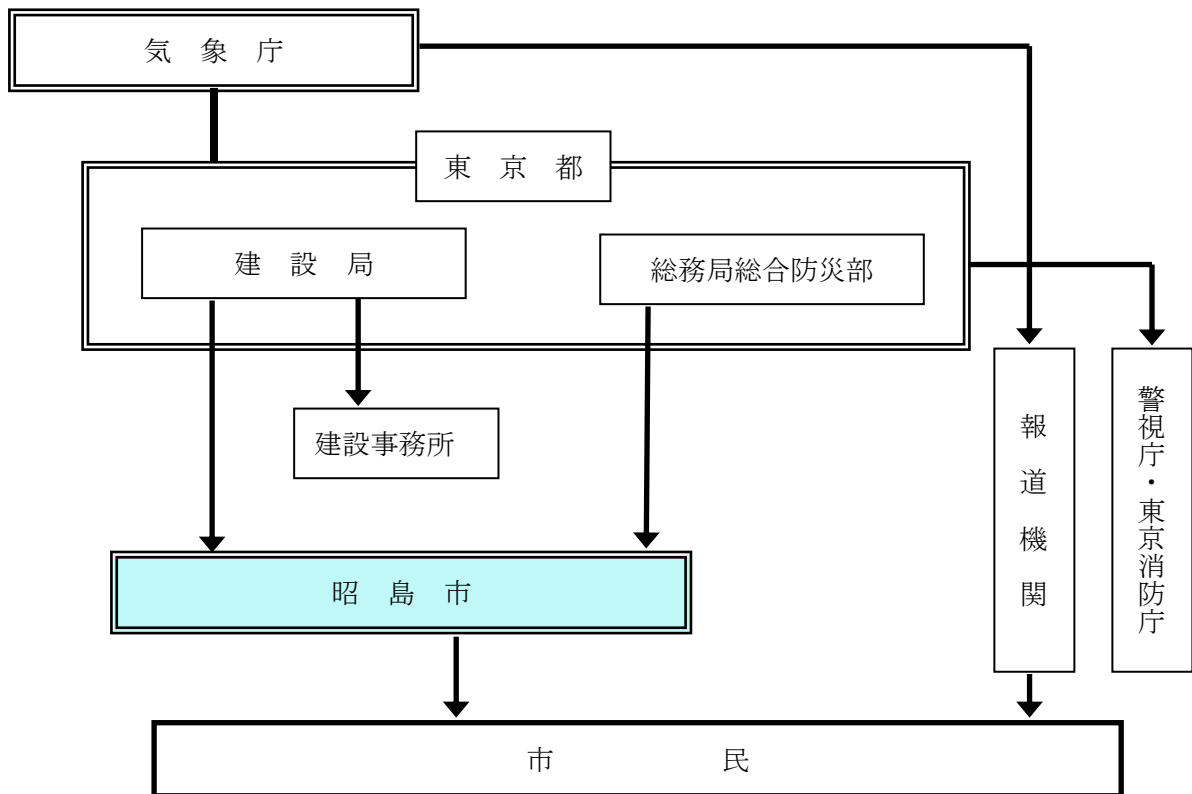 気　象　庁
東　京　都
建　設　局
総務局総合防災部
建設事務所
報道機関
警視庁・東京消防庁
昭　島　市
市　　　民